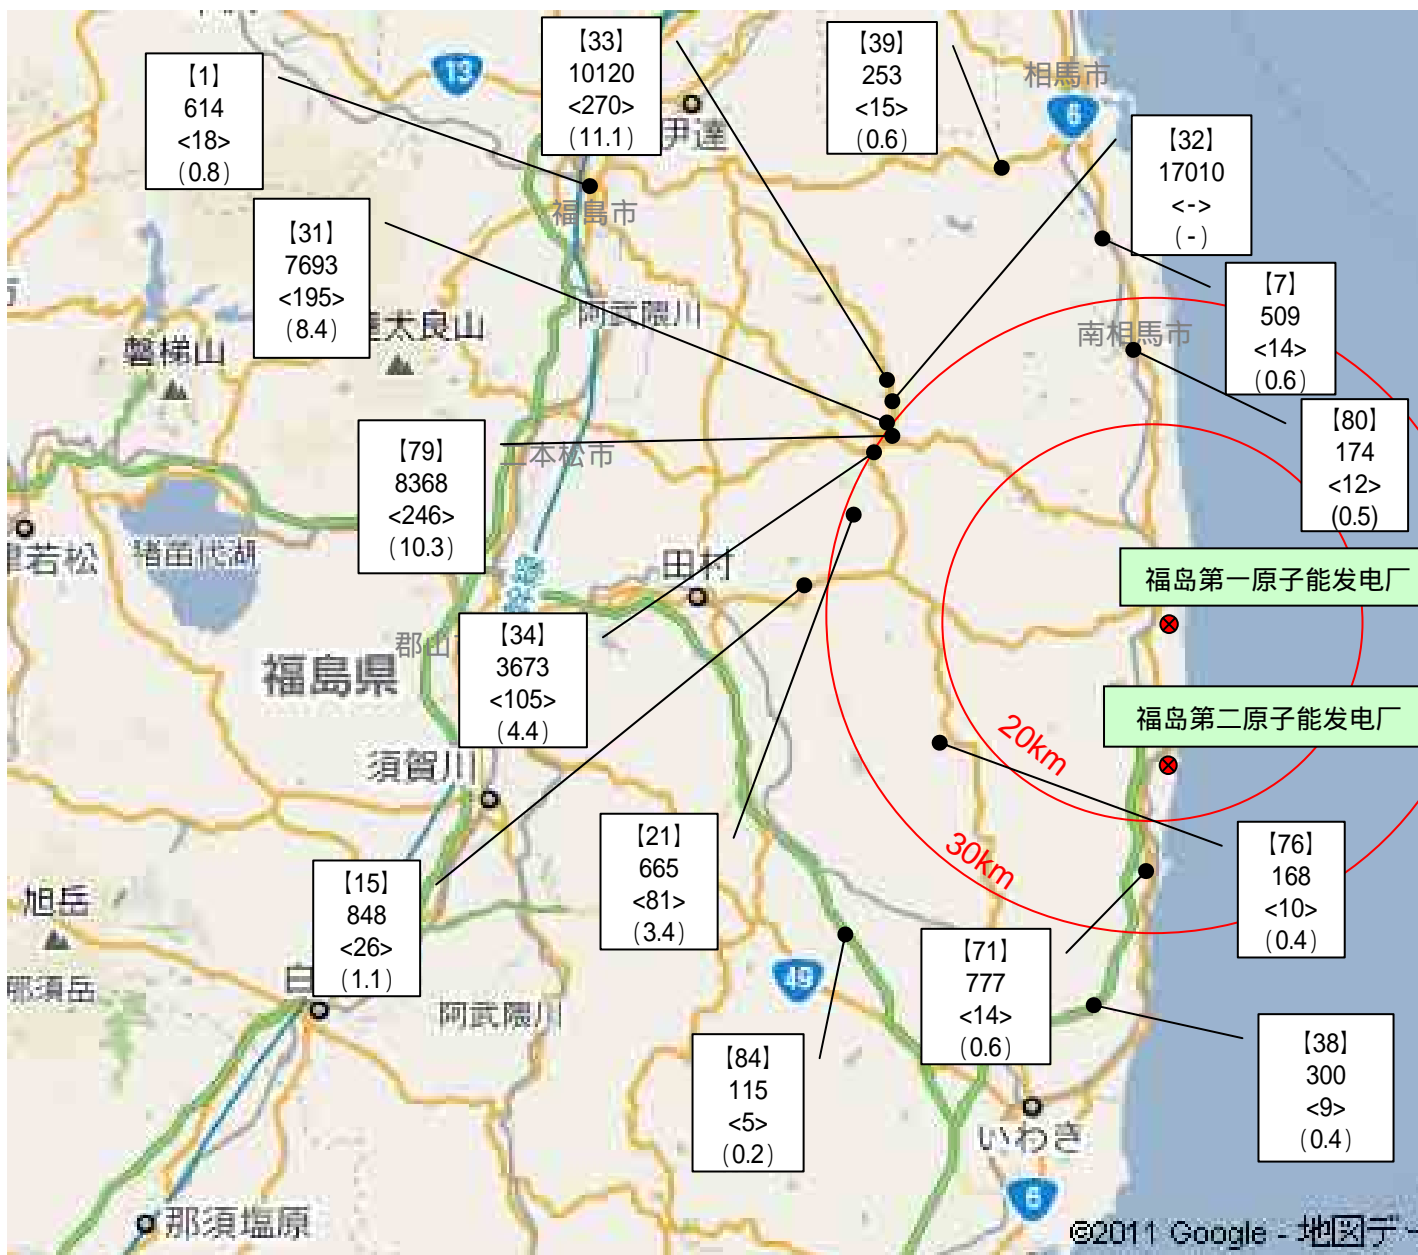 【1】
614
<18>
(0.8)
13
【33】
10120
<270>
(11.1)
伊達
【39】
253
<15>
(0.6)
相馬市
6
【32】
17010
<->
(-)
福島市
【31】
7693
<195>
(8.4)
磐梯山
太良山
阿武隈川
【7】
509
<14>
(0.6)
南相馬市
【80】
174
<12>
(0.5)
【79】
8368
<246>
(10.3)
二本松市
若松
猪苗代湖
田村
福岛第一原子能发电厂
郡山
福島県
【34】
3673
<105>
(4.4)
福岛第二原子能发电厂
20km
30km
須賀川
【21】
665
<81>
(3.4)
【76】
168
<10>
(0.4)
【15】
848
<26>
(1.1)
旭岳
那須岳
白
阿武隈川
49
【71】
777
<14>
(0.6)
【84】
115
<5>
(0.2)
【38】
300
<9>
(0.4)
いわき
6
那須塩原
©2011 Google - 地図デー